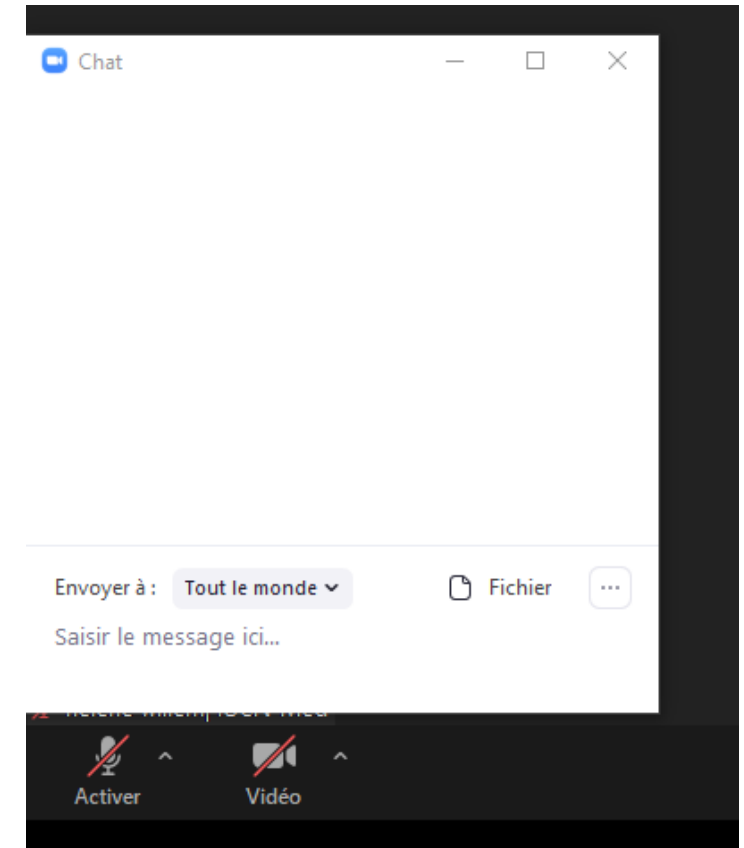 Chat
Envoyer à : Tout le monde Fichier ...
Saisir le message ici...
Activer Vidéo